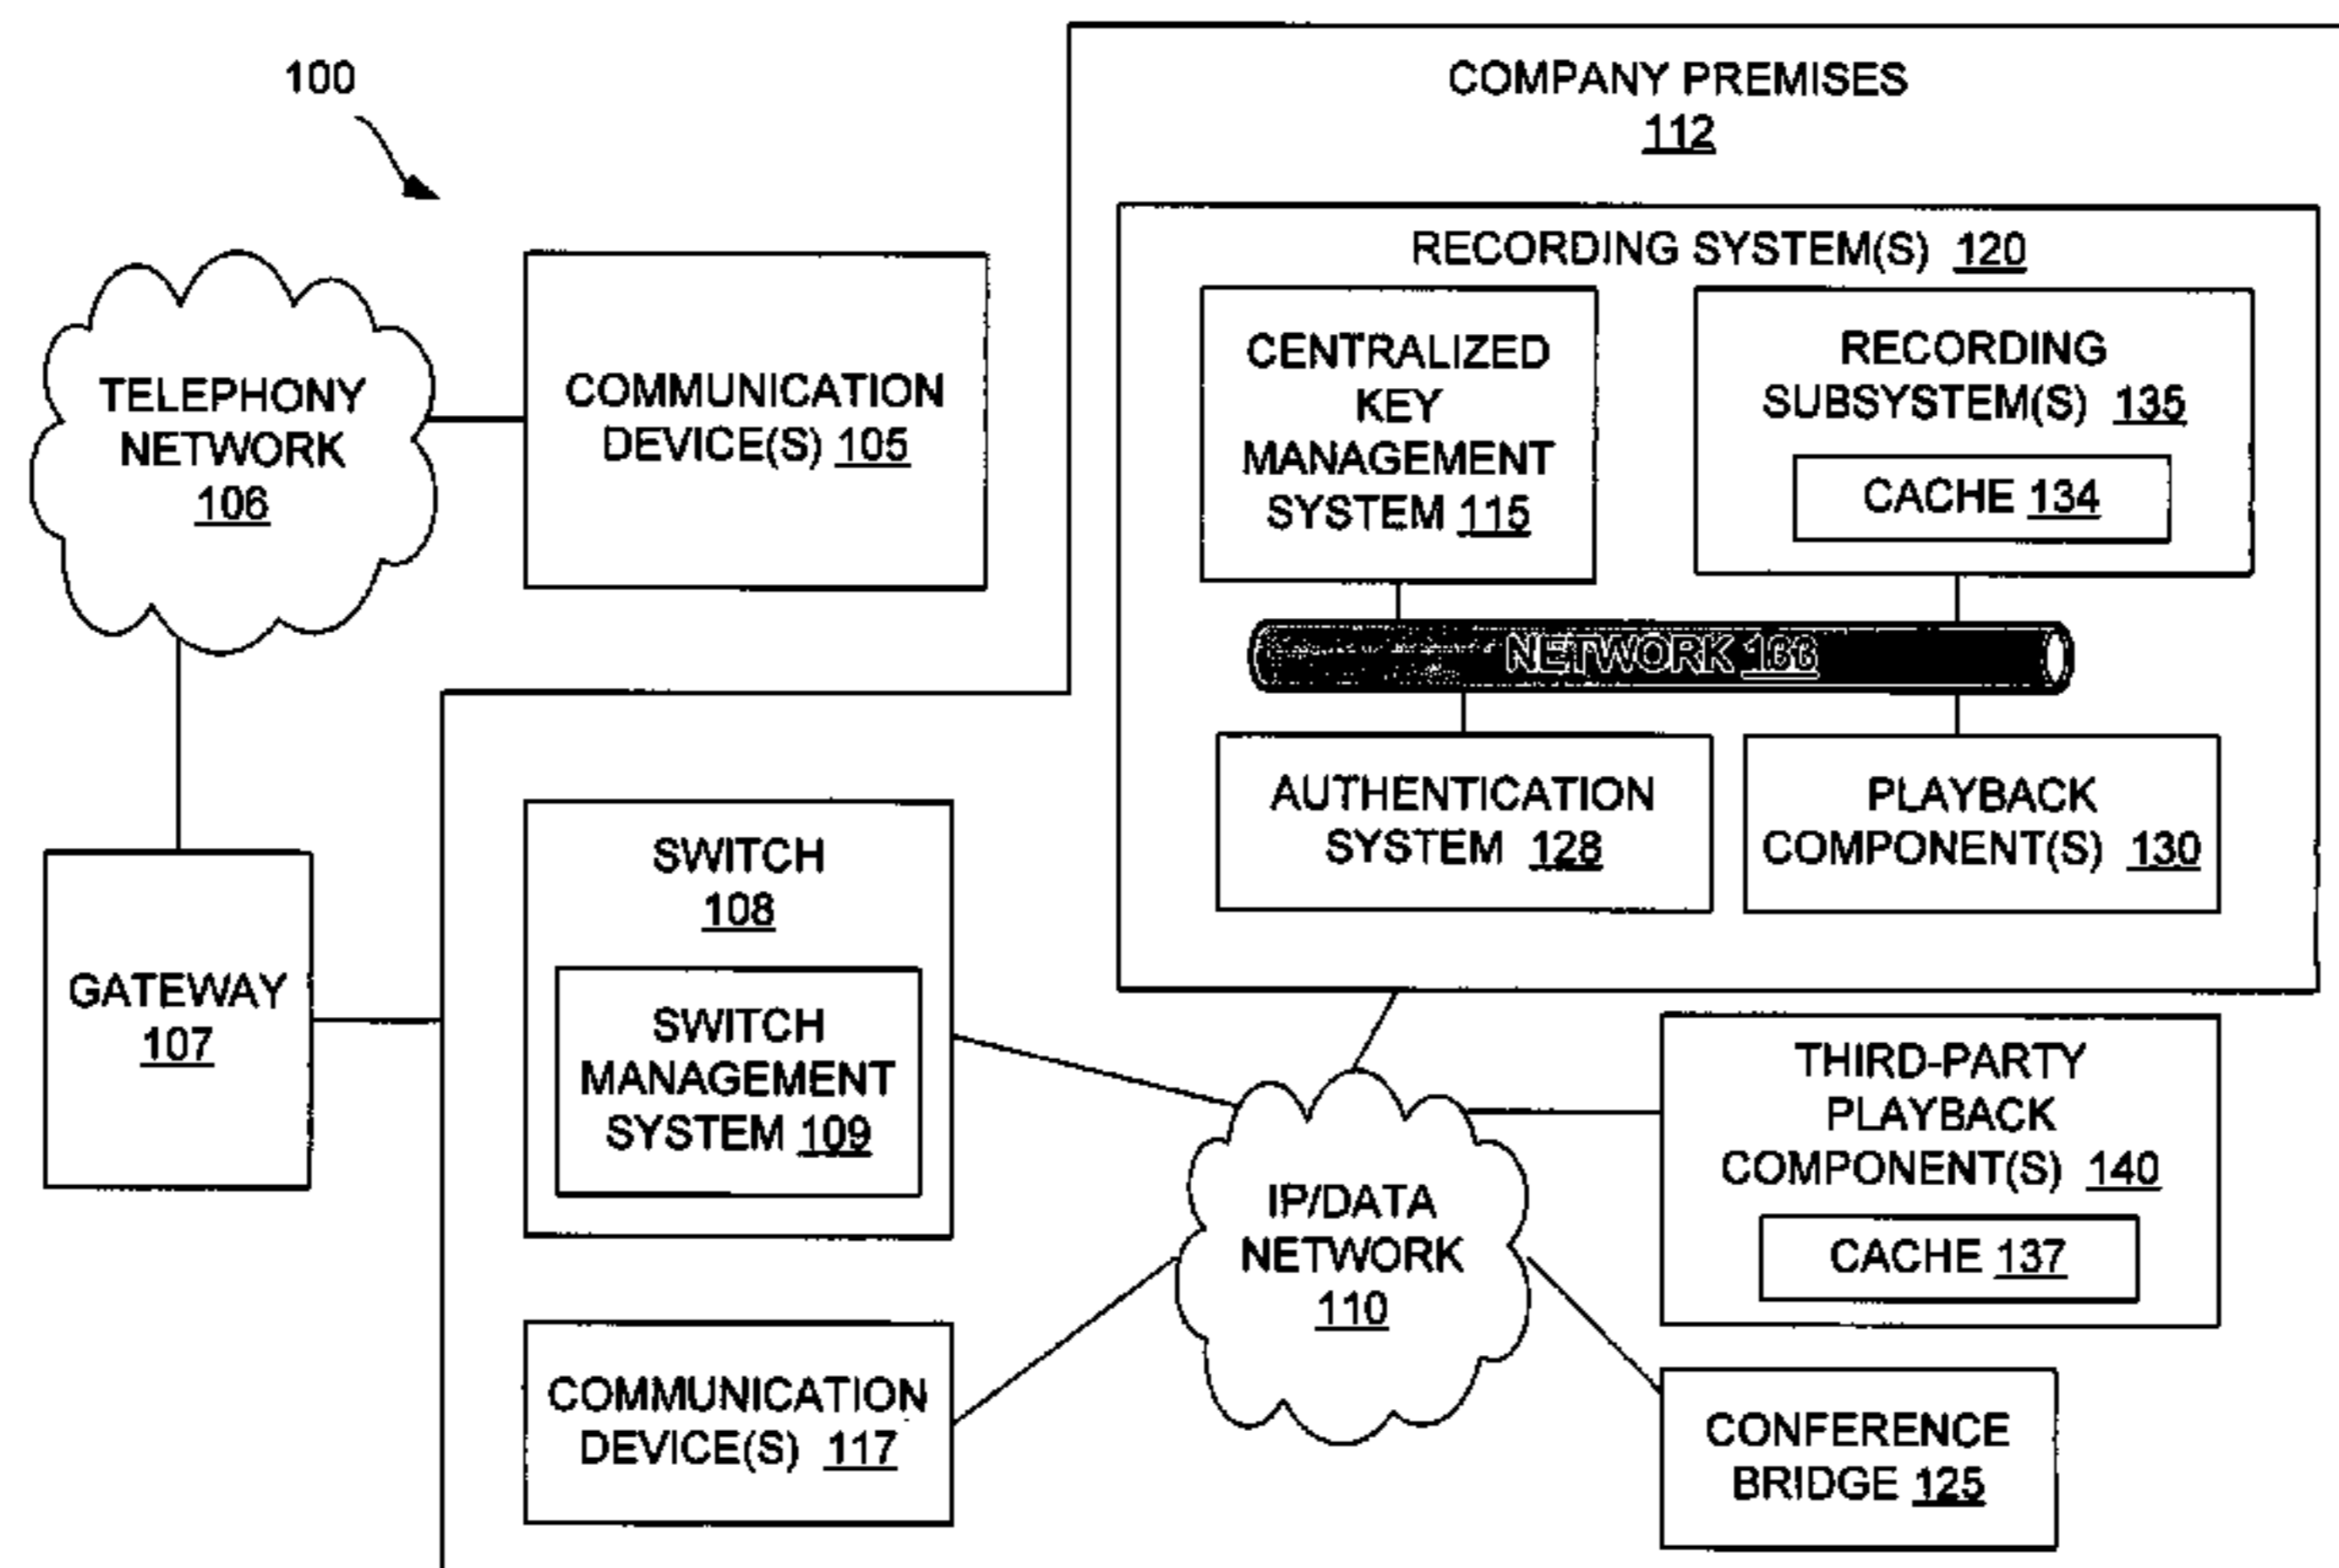 100
COMPANY PREMISES
112
RECORDING SYSTEM(S) 120
TELEPHONY
NETWORK
106
COMMUNICATION
DEVICE(S) 105
CENTRALIZED
KEY
MANAGEMENT
SYSTEM 115
RECORDING
SUBSYSTEM(S) 135
CACHE 134
NETWORK 133
AUTHENTICATION
SYSTEM 128
PLAYBACK
COMPONENT(S) 130
GATEWAY
107
SWITCH
108
SWITCH
MANAGEMENT
SYSTEM 109
IP/DATA
NETWORK
110
THIRD-PARTY
PLAYBACK
COMPONENT(S) 140
CACHE 137
COMMUNICATION
DEVICE(S) 117
CONFERENCE
BRIDGE 125